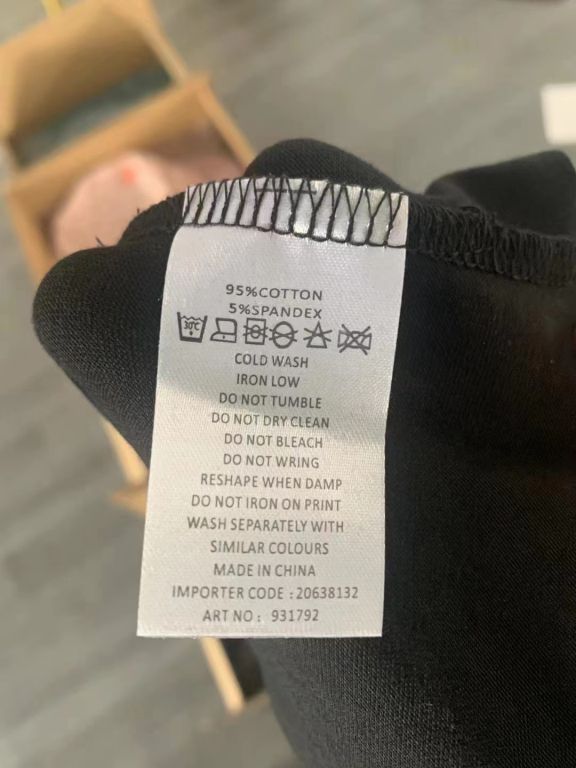 95%COTTON
5%SPANDEX
30°C
COLD WASH
IRON LOW
DO NOT TUMBLE
DO NOT DRY CLEAN
DO NOT BLEACH
DO NOT WRING
RESHAPE WHEN DAMP
DO NOT IRON ON PRINT
WASH SEPARATELY WITH
SIMILAR COLOURS
MADE IN CHINA
IMPORTER CODE : 20638132
ART NO : 931792